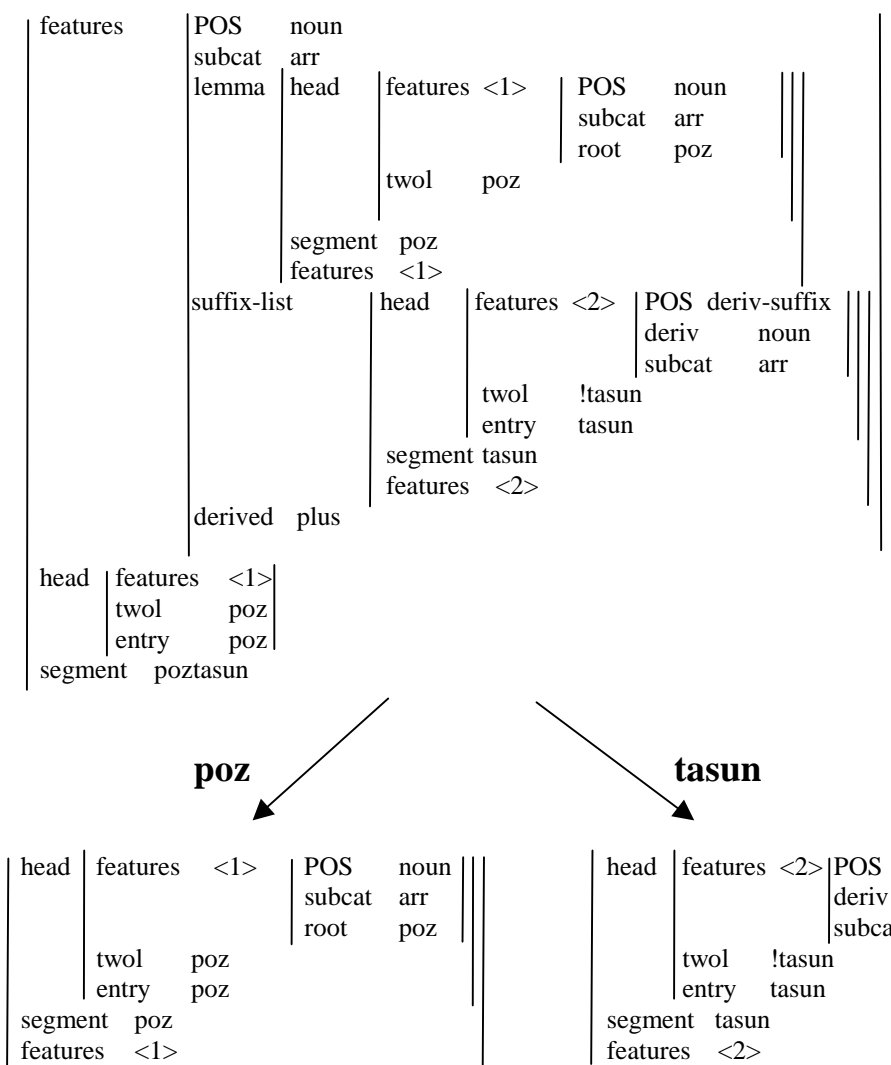 features POS noun
subcat arr
lemma head features <1> POS noun
subcat arr
root poz
twol poz
segment poz
features <1>
suffix-list head features <2> POS deriv-suffix
deriv noun
subcat arr
twol !tasun
entry tasun
segment tasun
features <2>
derived plus
head features <1>
twol poz
entry poz
segment poztasun
poz tasun
head features <1> POS noun head features <2> POS
subcat arr deriv
root poz subca
twol poz twol !tasun
entry poz entry tasun
segment poz segment tasun
features <1> features <2>